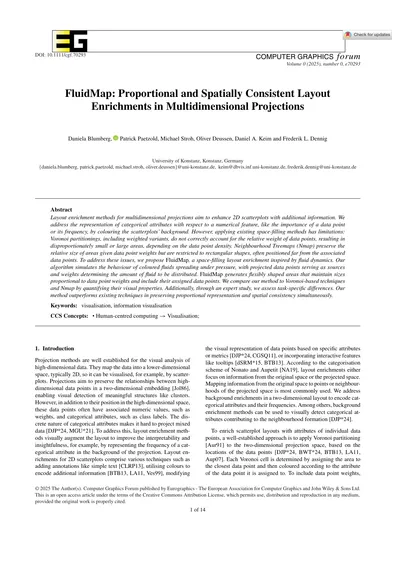 EG
Check for updates
DOI: 10.1111/cgf.70293
COMPUTER GRAPHICS forum
Volume 0 (2025), number 0, e70293
FluidMap: Proportional and Spatially Consistent Layout
Enrichments in Multidimensional Projections
Daniela Blumberg, Patrick Paetzold, Michael Stroh, Oliver Deussen, Daniel A. Keim and Frederik L. Dennig
University of Konstanz, Konstanz, Germany
{daniela.blumberg, patrick.paetzold, michael.stroh, oliver.deussen}@uni-konstanz.de, keim@dbvis.inf.uni-konstanz.de, frederik.dennig@uni-konstanz.de
Abstract
Layout enrichment methods for multidimensional projections aim to enhance 2D scatterplots with additional information. We
address the representation of categorical attributes with respect to a numerical feature, like the importance of a data point
or its frequency, by colouring the scatterplots' background. However, applying existing space-filling methods has limitations:
Voronoi partitionings, including weighted variants, do not correctly account for the relative weight of data points, resulting in
disproportionately small or large areas, depending on the data point density. Neighbourhood Treemaps (Nmap) preserve the
relative size of areas given data point weights but are restricted to rectangular shapes, often positioned far from the associated
data points. To address these issues, we propose FluidMap, a space-filling layout enrichment inspired by fluid dynamics. Our
algorithm simulates the behaviour of coloured fluids spreading under pressure, with projected data points serving as sources
and weights determining the amount of fluid to be distributed. FluidMap generates flexibly shaped areas that maintain sizes
proportional to data point weights and include their assigned data points. We compare our method to Voronoi-based techniques
and Nmap by quantifying their visual properties. Additionally, through an expert study, we assess task-specific differences. Our
method outperforms existing techniques in preserving proportional representation and spatial consistency simultaneously.
Keywords: visualisation, information visualisation
CCS Concepts: • Human-centred computing → Visualisation;
1. Introduction
Projection methods are well established for the visual analysis of
high-dimensional data. They map the data into a lower-dimensional
space, typically 2D, so it can be visualised, for example, by scatter-
plots. Projections aim to preserve the relationships between high-
dimensional data points in a two-dimensional embedding [Jol86],
enabling visual detection of meaningful structures like clusters.
However, in addition to their position in the high-dimensional space,
these data points often have associated numeric values, such as
weights, and categorical attributes, such as class labels. The dis-
crete nature of categorical attributes makes it hard to project mixed
data [DJP*24, MOU*21]. To address this, layout enrichment meth-
ods visually augment the layout to improve the interpretability and
insightfulness, for example, by representing the frequency of a cat-
egorical attribute in the background of the projection. Layout en-
richments for 2D scatterplots comprise various techniques such as
adding annotations like simple text [CLRP13], utilising colours to
encode additional information [BTB13, LA11, Ves99], modifying
the visual representation of data points based on specific attributes
or metrics [DJP*24, CGSQ11], or incorporating interactive features
like tooltips [dSRM*15, BTB13]. According to the categorisation
scheme of Nonato and Aupetit [NA19], layout enrichments either
focus on information from the original space or the projected space.
Mapping information from the original space to points or neighbour-
hoods of the projected space is most commonly used. We address
background enrichments in a two-dimensional layout to encode cat-
egorical attributes and their frequencies. Among others, background
enrichment methods can be used to visually detect categorical at-
tributes contributing to the neighbourhood formation [DJP*24].
To enrich scatterplot layouts with attributes of individual data
points, a well-established approach is to apply Voronoi partitioning
[Aur91] to the two-dimensional projection space, based on the
locations of the data points [DJP*24, BWT*24, BTB13, LA11,
Aup07]. Each Voronoi cell is determined by assigning the area to
the closest data point and then coloured according to the attribute
of the data point it is assigned to. To include data point weights,
© 2025 The Author(s). Computer Graphics Forum published by Eurographics - The European Association for Computer Graphics and John Wiley & Sons Ltd.
This is an open access article under the terms of the Creative Commons Attribution License, which permits use, distribution and reproduction in any medium,
provided the original work is properly cited.
1 of 14